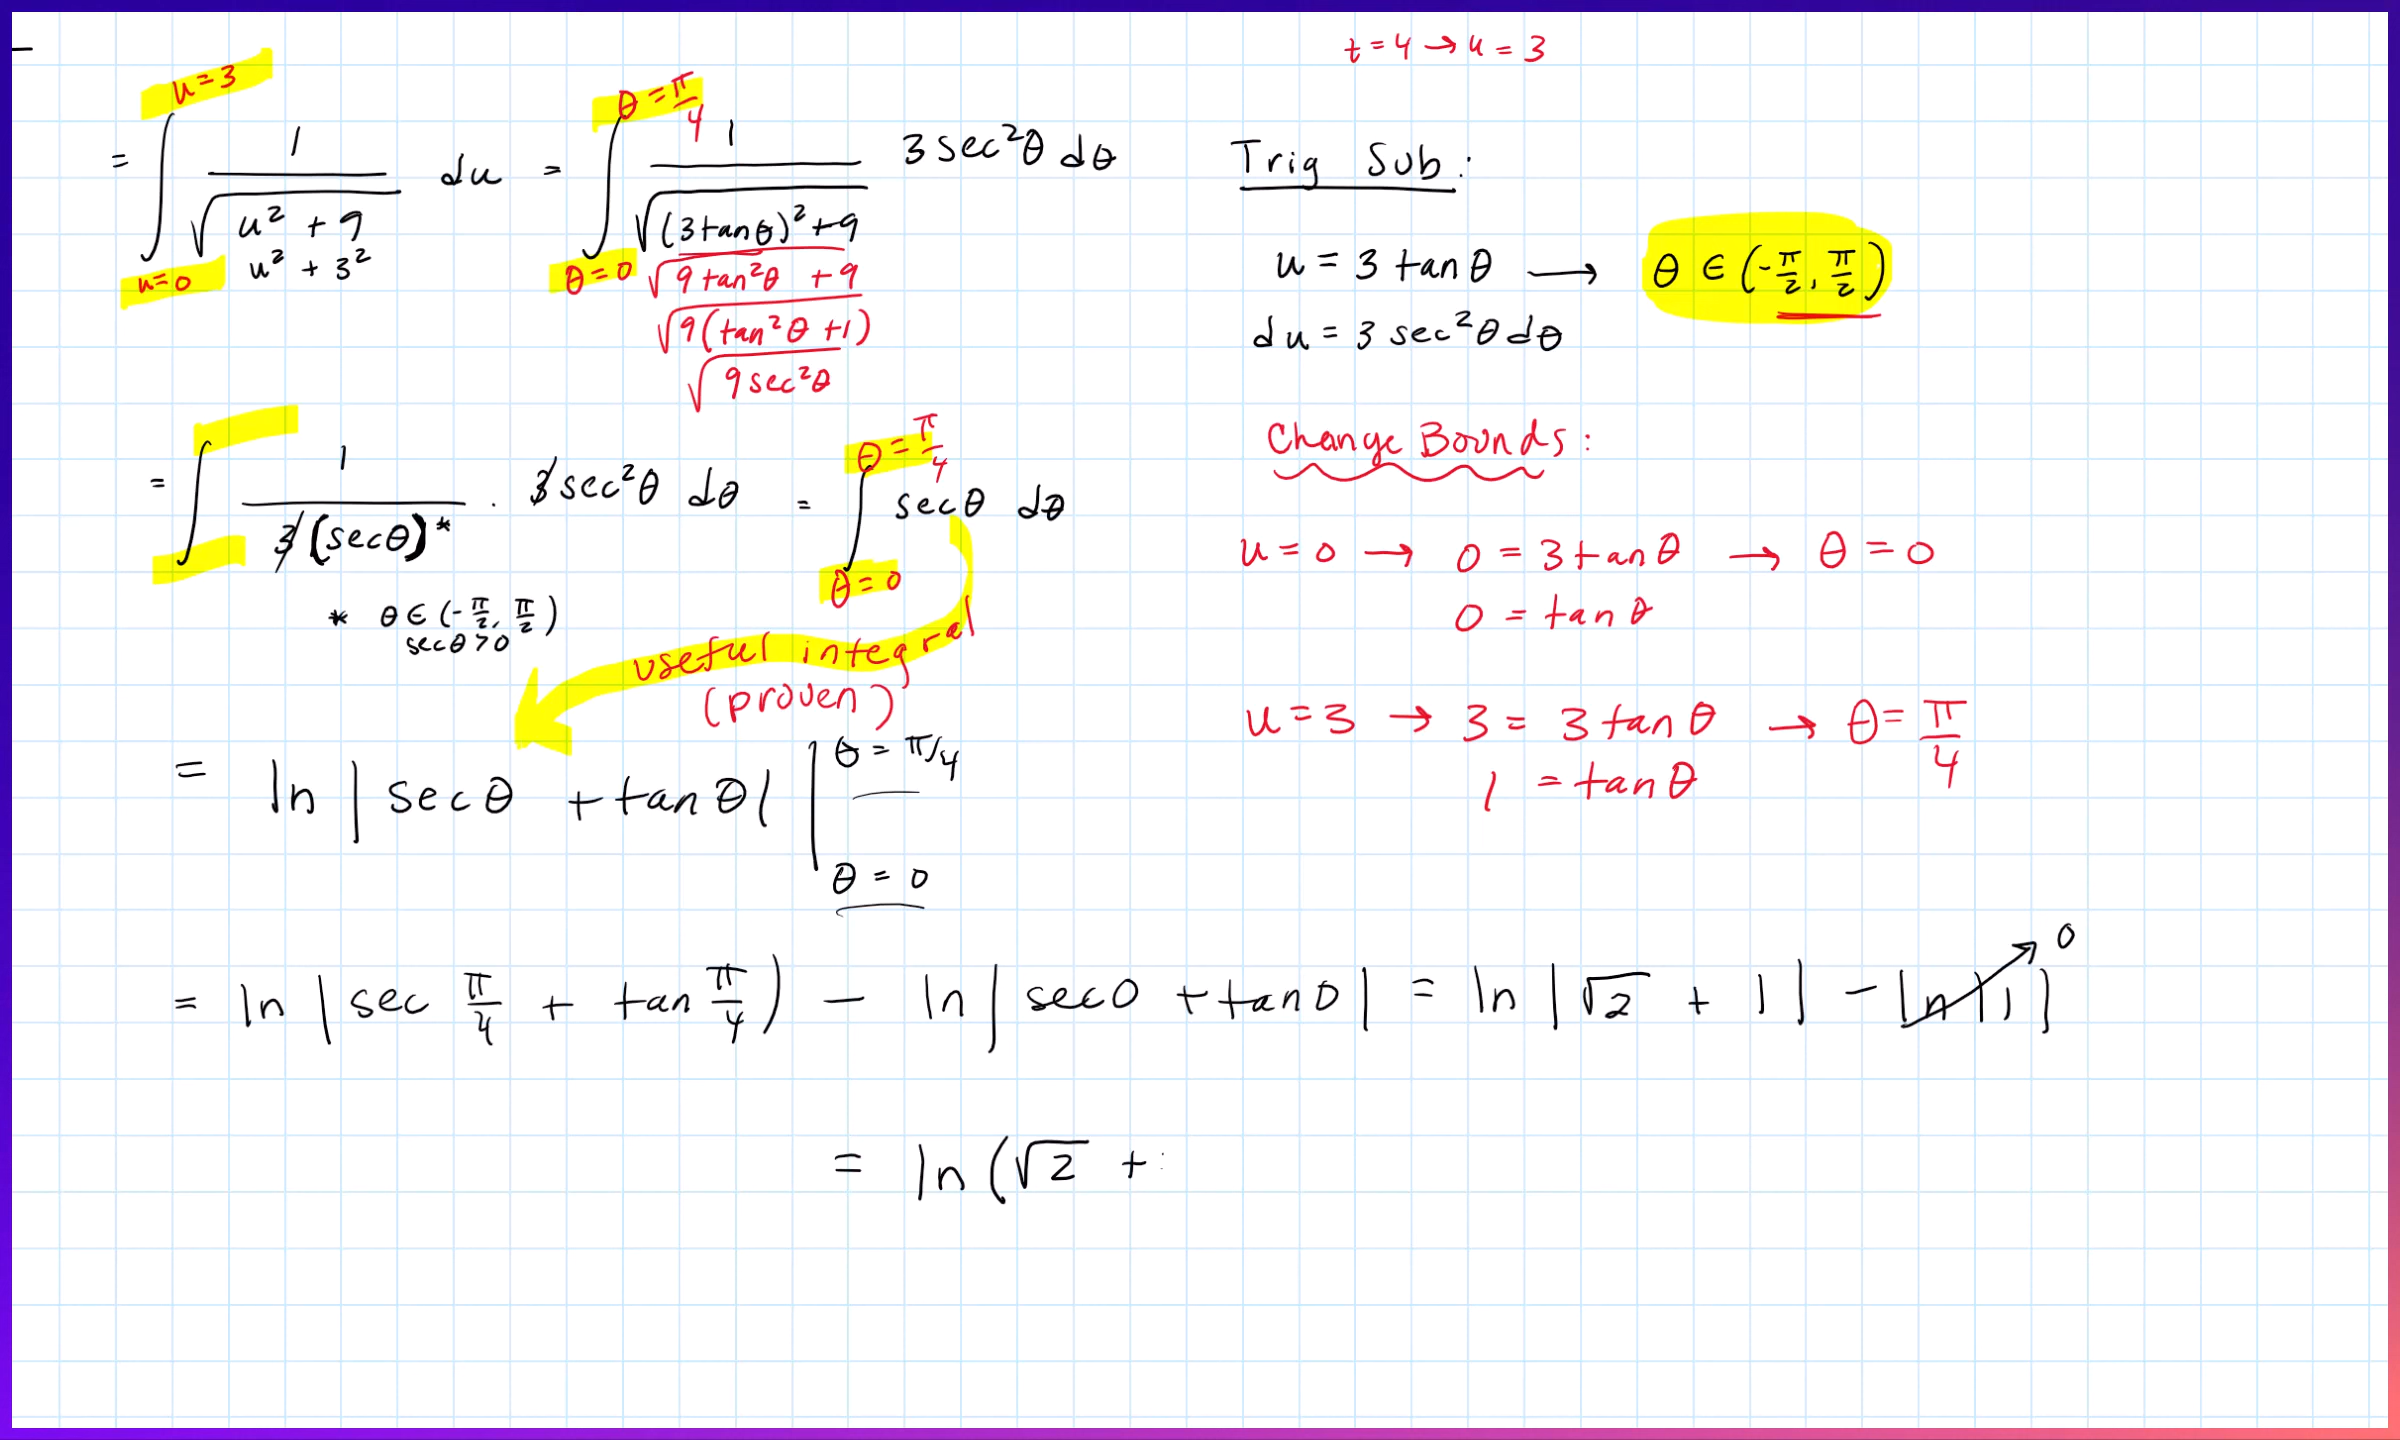 t = 4 → u = 3
= ∫_{u=0}^{u=3} 1/√(u² + 9) du = ∫_{θ=0}^{θ=π/4} 1/√((3tanθ)² + 9) 3sec²θ dθ
u² + 3²
√(9tan²θ + 9)
√(9(tan²θ + 1))
√(9sec²θ)
Trig Sub:
u = 3 tanθ → θ ∈ (-π/2, π/2)
du = 3 sec²θ dθ
= ∫ 1/(3(secθ)*) · 3sec²θ dθ = ∫_{θ=0}^{θ=π/4} secθ dθ
* θ ∈ (-π/2, π/2)
secθ > 0
useful integral
(proven)
Change Bounds:
u = 0 → 0 = 3tanθ → θ = 0
0 = tanθ
u = 3 → 3 = 3tanθ → θ = π/4
1 = tanθ
= ln|secθ + tanθ| |_{θ = 0}^{θ = π/4}
= ln|sec π/4 + tan π/4) - ln|sec0 + tan0| = ln|√2 + 1| - ln|1| 0
= ln(√2 +